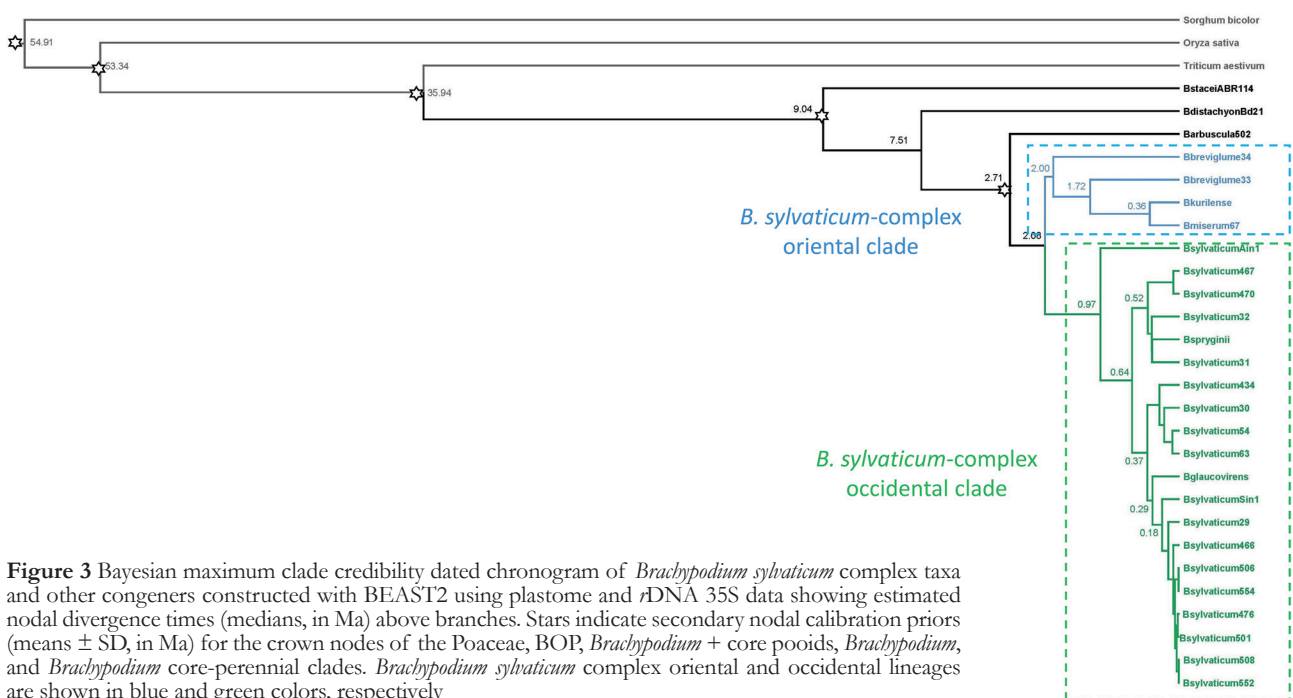 Sorghum bicolor
54.91
Oryza sativa
53.34
Triticum aestivum
35.94
BstaceiABR114
9.04
BdistachyonBd21
7.51
Barbuscula502
2.71
Bbreviglume34
2.00
Bbreviglume33
1.72
Bkurilense
0.36
Bmiserum67
B. sylvaticum-complex
oriental clade
2.08
BsylvaticumAin1
0.97
Bsylvaticum467
0.52
Bsylvaticum470
Bsylvaticum32
Bspryginii
Bsylvaticum31
0.64
Bsylvaticum434
Bsylvaticum30
Bsylvaticum54
Bsylvaticum63
0.37
B. sylvaticum-complex
occidental clade
Bglaucovirens
BsylvaticumSin1
0.29
Bsylvaticum29
0.18
Bsylvaticum466
Bsylvaticum506
Bsylvaticum554
Bsylvaticum476
Bsylvaticum501
Bsylvaticum508
Bsylvaticum552
Figure 3 Bayesian maximum clade credibility dated chronogram of Brachypodium sylvaticum complex taxa
and other congeners constructed with BEAST2 using plastome and rDNA 35S data showing estimated
nodal divergence times (medians, in Ma) above branches. Stars indicate secondary nodal calibration priors
(means ± SD, in Ma) for the crown nodes of the Poaceae, BOP, Brachypodium + core pooids, Brachypodium,
and Brachypodium core-perennial clades. Brachypodium sylvaticum complex oriental and occidental lineages
are shown in blue and green colors, respectively